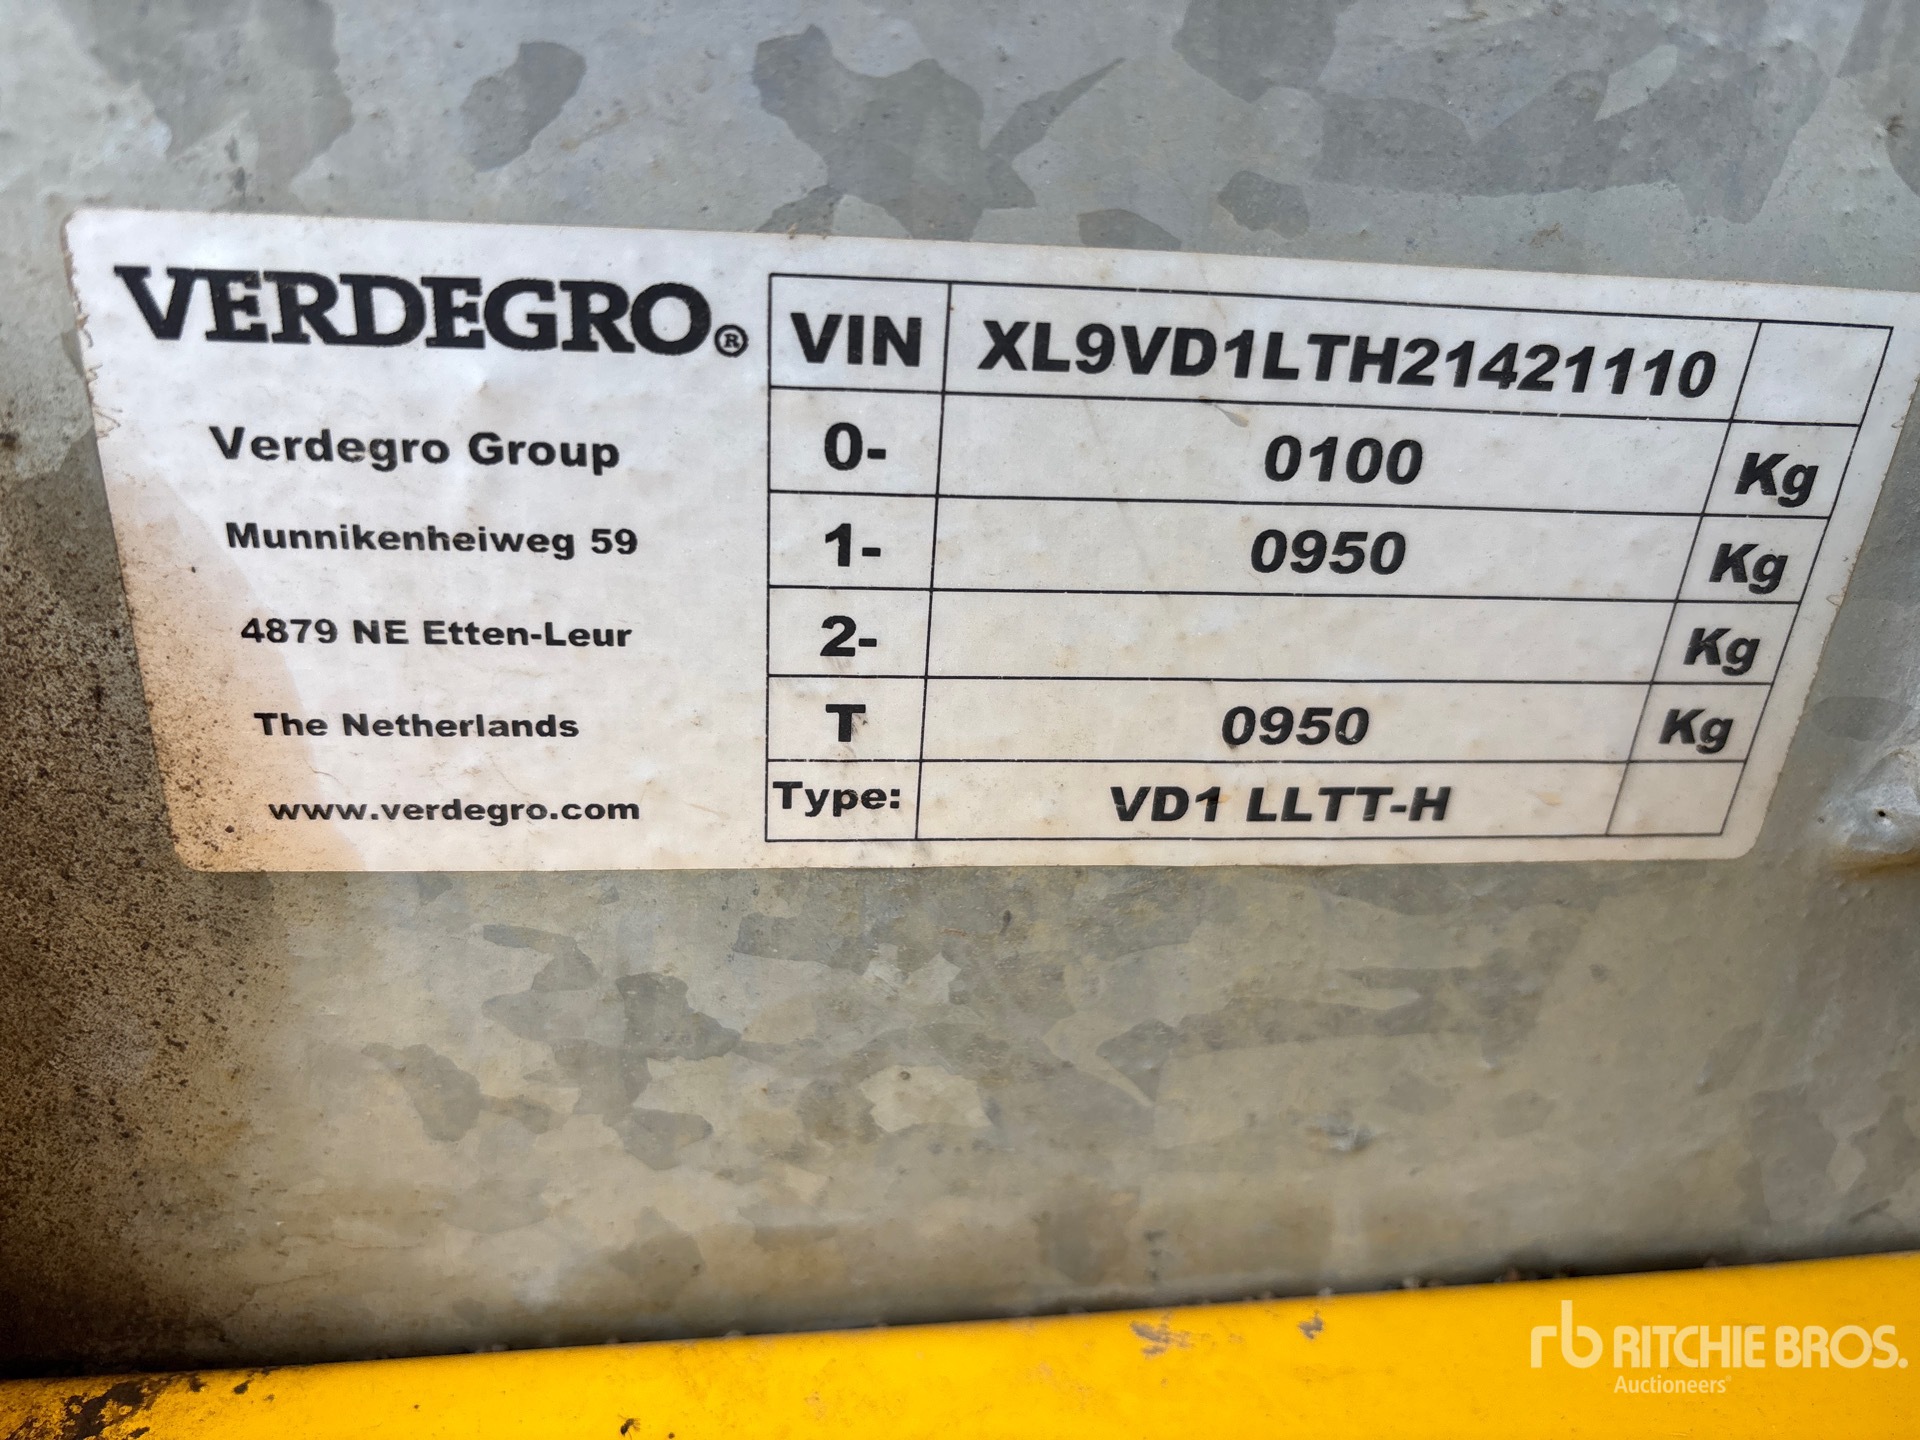 VERDEGRO®
Verdegro Group
Munnikenheiweg 59
4879 NE Etten-Leur
The Netherlands
www.verdegro.com
VIN XL9VD1LTH21421110
0- 0100 Kg
1- 0950 Kg
2- Kg
T 0950 Kg
Type: VD1 LLTT-H
rb RITCHIE BROS.
Auctioneers